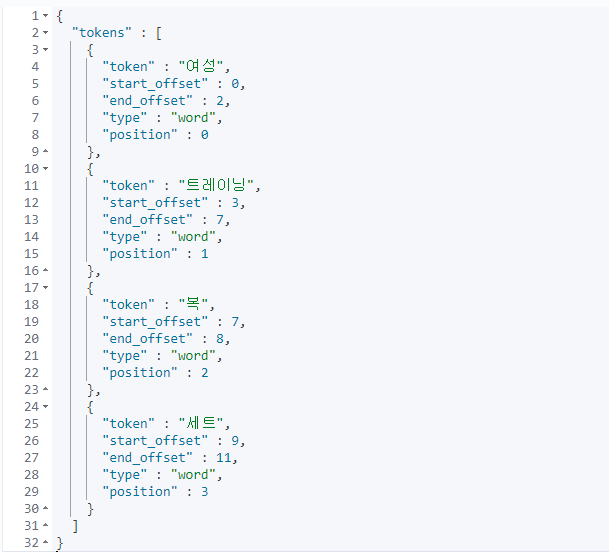 1 {
2 "tokens" : [
3 {
4 "token" : "여성",
5 "start_offset" : 0,
6 "end_offset" : 2,
7 "type" : "word",
8 "position" : 0
9 },
10 {
11 "token" : "트레이닝",
12 "start_offset" : 3,
13 "end_offset" : 7,
14 "type" : "word",
15 "position" : 1
16 },
17 {
18 "token" : "복",
19 "start_offset" : 7,
20 "end_offset" : 8,
21 "type" : "word",
22 "position" : 2
23 },
24 {
25 "token" : "세트",
26 "start_offset" : 9,
27 "end_offset" : 11,
28 "type" : "word",
29 "position" : 3
30 }
31 ]
32 }